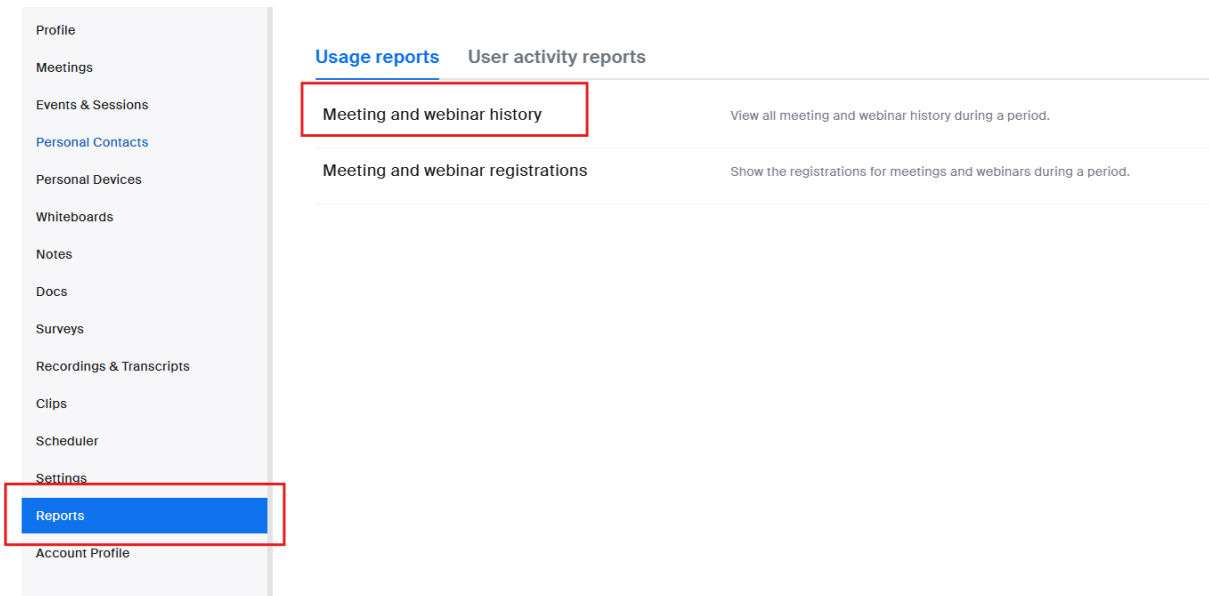 Profile
Meetings
Events & Sessions
Personal Contacts
Personal Devices
Whiteboards
Notes
Docs
Surveys
Recordings & Transcripts
Clips
Scheduler
Settings
Reports
Account Profile
Usage reports User activity reports
Meeting and webinar history View all meeting and webinar history during a period.
Meeting and webinar registrations Show the registrations for meetings and webinars during a period.